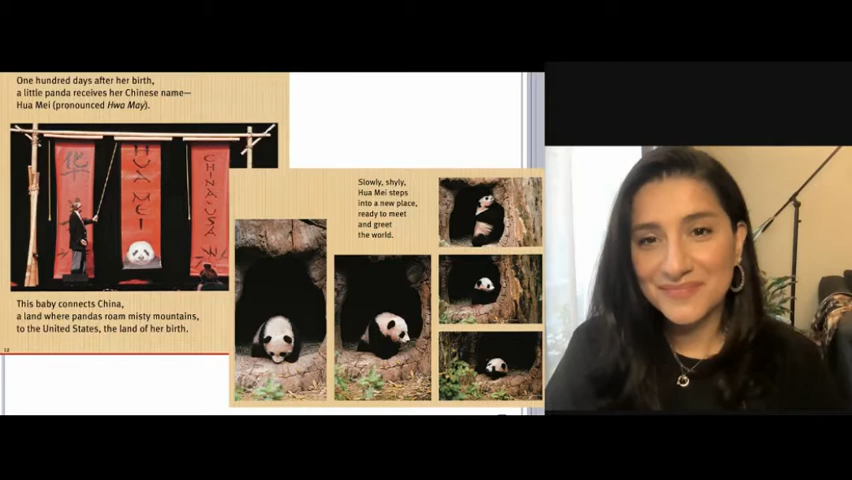 One hundred days after her birth,
a little panda receives her Chinese name—
Hua Mei (pronounced Hwa May).
华
HUA MEI
CHINA·USA
This baby connects China,
a land where pandas roam misty mountains,
to the United States, the land of her birth.
12
Slowly, shyly,
Hua Mei steps
into a new place,
ready to meet
and greet
the world.